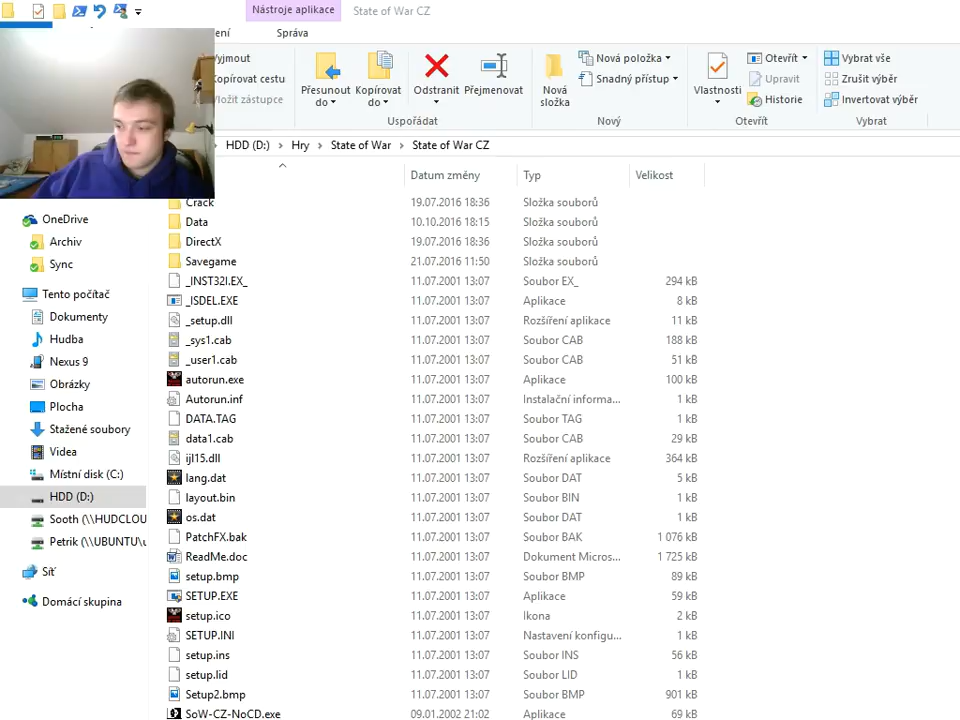 Nástroje aplikace State of War CZ
ení Správa
yjmout
opírovat cestu
ložit zástupce
Přesunout do
Kopírovat do
Odstranit
Přejmenovat
Uspořádat
Nová složka
Nová položka
Snadný přístup
Nový
Vlastnosti
Otevřít
Upravit
Historie
Otevřít
Vybrat vše
Zrušit výběr
Invertovat výběr
Vybrat
HDD (D:) › Hry › State of War › State of War CZ
Datum změny Typ Velikost
OneDrive
Archiv
Sync
Tento počítač
Dokumenty
Hudba
Nexus 9
Obrázky
Plocha
Stažené soubory
Videa
Místní disk (C:)
HDD (D:)
Sooth (\\HUDCLOU
Petrik (\\UBUNTU\u
Síť
Domácí skupina
Crack 19.07.2016 18:36 Složka souborů
Data 10.10.2016 18:15 Složka souborů
DirectX 19.07.2016 18:36 Složka souborů
Savegame 21.07.2016 11:50 Složka souborů
_INST32I.EX_ 11.07.2001 13:07 Soubor EX_ 294 kB
_ISDEL.EXE 11.07.2001 13:07 Aplikace 8 kB
_setup.dll 11.07.2001 13:07 Rozšíření aplikace 11 kB
_sys1.cab 11.07.2001 13:07 Soubor CAB 188 kB
_user1.cab 11.07.2001 13:07 Soubor CAB 51 kB
autorun.exe 11.07.2001 13:07 Aplikace 100 kB
Autorun.inf 11.07.2001 13:07 Instalační informa... 1 kB
DATA.TAG 11.07.2001 13:07 Soubor TAG 1 kB
data1.cab 11.07.2001 13:07 Soubor CAB 29 kB
ijl15.dll 11.07.2001 13:07 Rozšíření aplikace 364 kB
lang.dat 11.07.2001 13:07 Soubor DAT 5 kB
layout.bin 11.07.2001 13:07 Soubor BIN 1 kB
os.dat 11.07.2001 13:07 Soubor DAT 1 kB
PatchFX.bak 11.07.2001 13:07 Soubor BAK 1 076 kB
ReadMe.doc 11.07.2001 13:07 Dokument Micros... 1 725 kB
setup.bmp 11.07.2001 13:07 Soubor BMP 89 kB
SETUP.EXE 11.07.2001 13:07 Aplikace 59 kB
setup.ico 11.07.2001 13:07 Ikona 2 kB
SETUP.INI 11.07.2001 13:07 Nastavení konfigu... 1 kB
setup.ins 11.07.2001 13:07 Soubor INS 56 kB
setup.lid 11.07.2001 13:07 Soubor LID 1 kB
Setup2.bmp 11.07.2001 13:07 Soubor BMP 901 kB
SoW-CZ-NoCD.exe 09.01.2002 21:02 Aplikace 69 kB